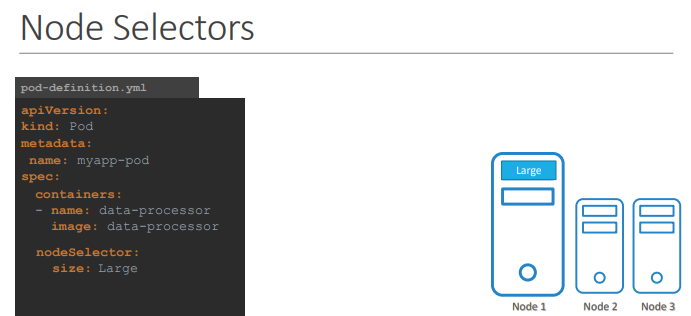 Node Selectors
pod-definition.yml
apiVersion:
kind: Pod
metadata:
 name: myapp-pod
spec:
  containers:
  - name: data-processor
    image: data-processor
  nodeSelector:
    size: Large
Large
Node 1
Node 2
Node 3